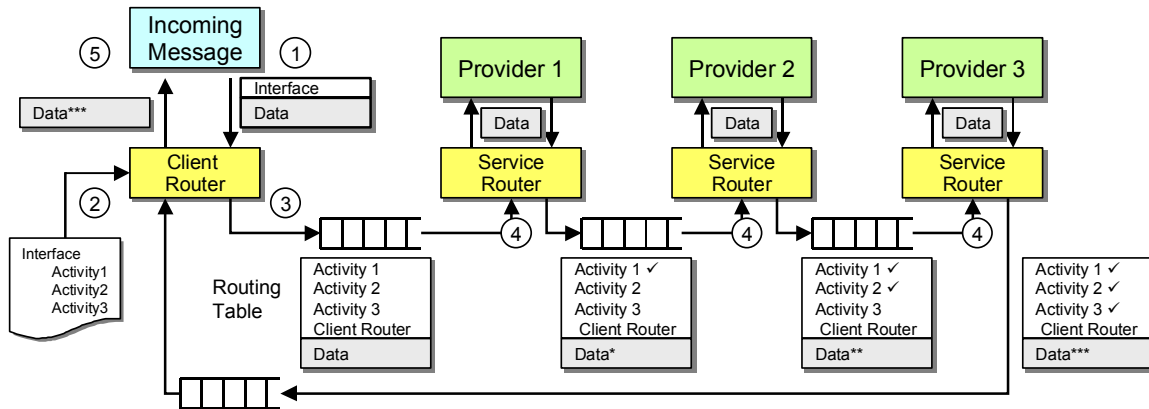 Incoming
Message
5
1
Interface
Data
Data***
Client
Router
2
3
Interface
Activity1
Activity2
Activity3
Routing
Table
Provider 1
Data
Service
Router
4
Provider 2
Data
Service
Router
4
Provider 3
Data
Service
Router
4
Activity 1
Activity 2
Activity 3
Client Router
Data
Activity 1 ✓
Activity 2
Activity 3
Client Router
Data*
Activity 1 ✓
Activity 2 ✓
Activity 3
Client Router
Data**
Activity 1 ✓
Activity 2 ✓
Activity 3 ✓
Client Router
Data***